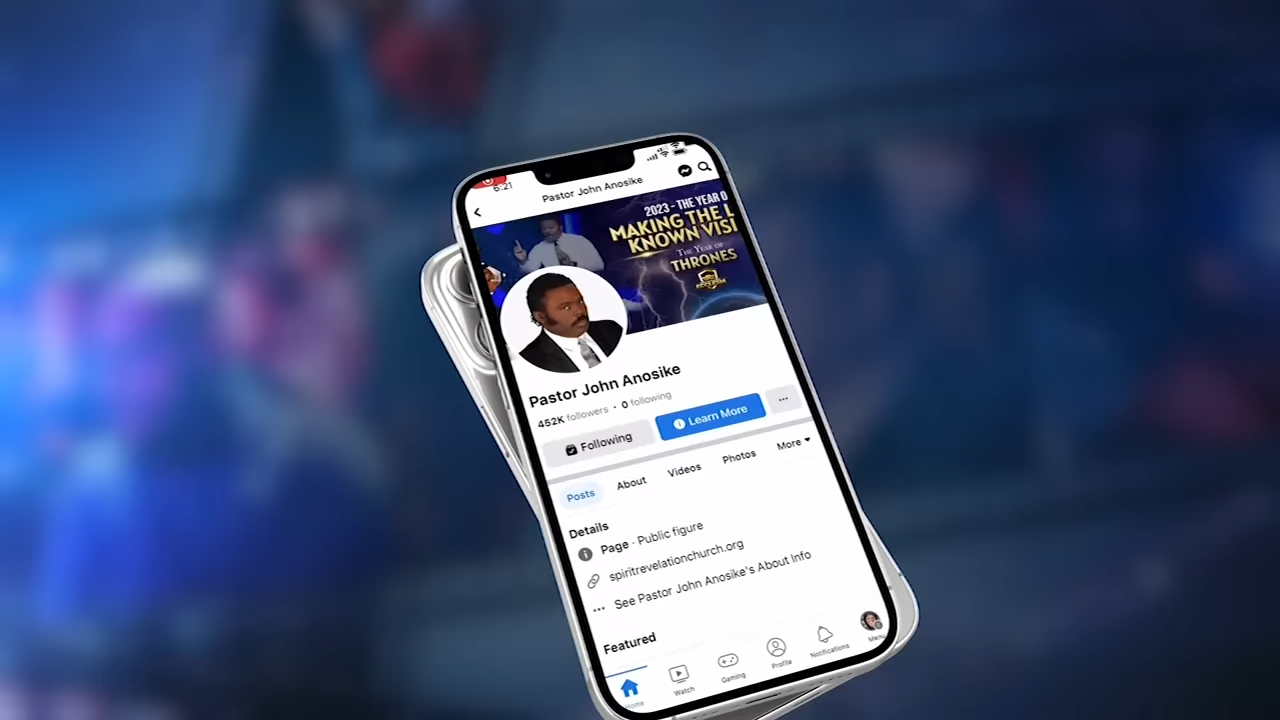 6:21
Pastor John Anosike
2023 - THE YEAR O
MAKING THE L
KNOWN VISI
THE YEAR OF
THRONES
Pastor John Anosike
452K followers · 0 following
Following
Learn More
Posts
About
Videos
Photos
More
Details
Page · Public figure
spiritrevelationchurch.org
See Pastor John Anosike's About Info
Featured
Home
Watch
Gaming
Profile
Notifications
Menu